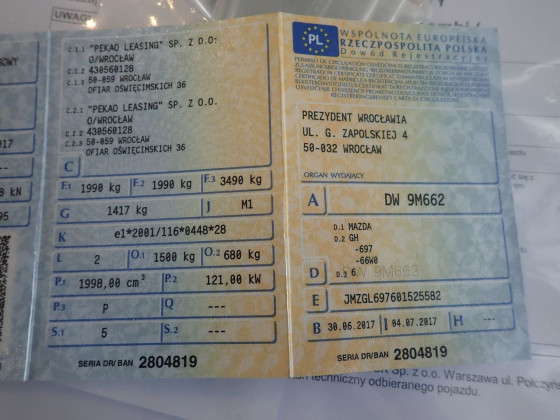 UWAGI
C.1.1 "PEKAO LEASING" SP. Z O.O.
O/WROCŁAW
C.1.2 430560128
C.1.3 50-059 WROCŁAW
OFIAR OŚWIĘCIMSKICH 36
C.2.1 "PEKAO LEASING" SP. Z O.O.
O/WROCŁAW
C.2.2 430560128
C.2.3 50-059 WROCŁAW
OFIAR OŚWIĘCIMSKICH 36
C
F.1 1990 kg F.2 1990 kg F.3 3490 kg
G 1417 kg J M1
K e1*2001/116*0448*28
L 2 O.1 1500 kg O.2 680 kg
P.1 1998,00 cm³ P.2 121,00 kW
P.3 P Q ---
S.1 5 S.2 ---
SERIA DR/BAN 2804819
PL
WSPÓLNOTA EUROPEJSKA
RZECZPOSPOLITA POLSKA
Dowód Rejestracyjny
PREZYDENT WROCŁAWIA
UL. G. ZAPOLSKIEJ 4
50-032 WROCŁAW
ORGAN WYDAJĄCY
A DW 9M662
D.1 MAZDA
D.2 GH
-697
-66W0
D D.3 6
E JMZGL697601525582
B 30.06.2017 I 04.07.2017 H ---
SERIA DR/BAN 2804819
Sp. z o.o. Warszawa ul. Połczyńsk
techniczny odbieranego pojazdu.